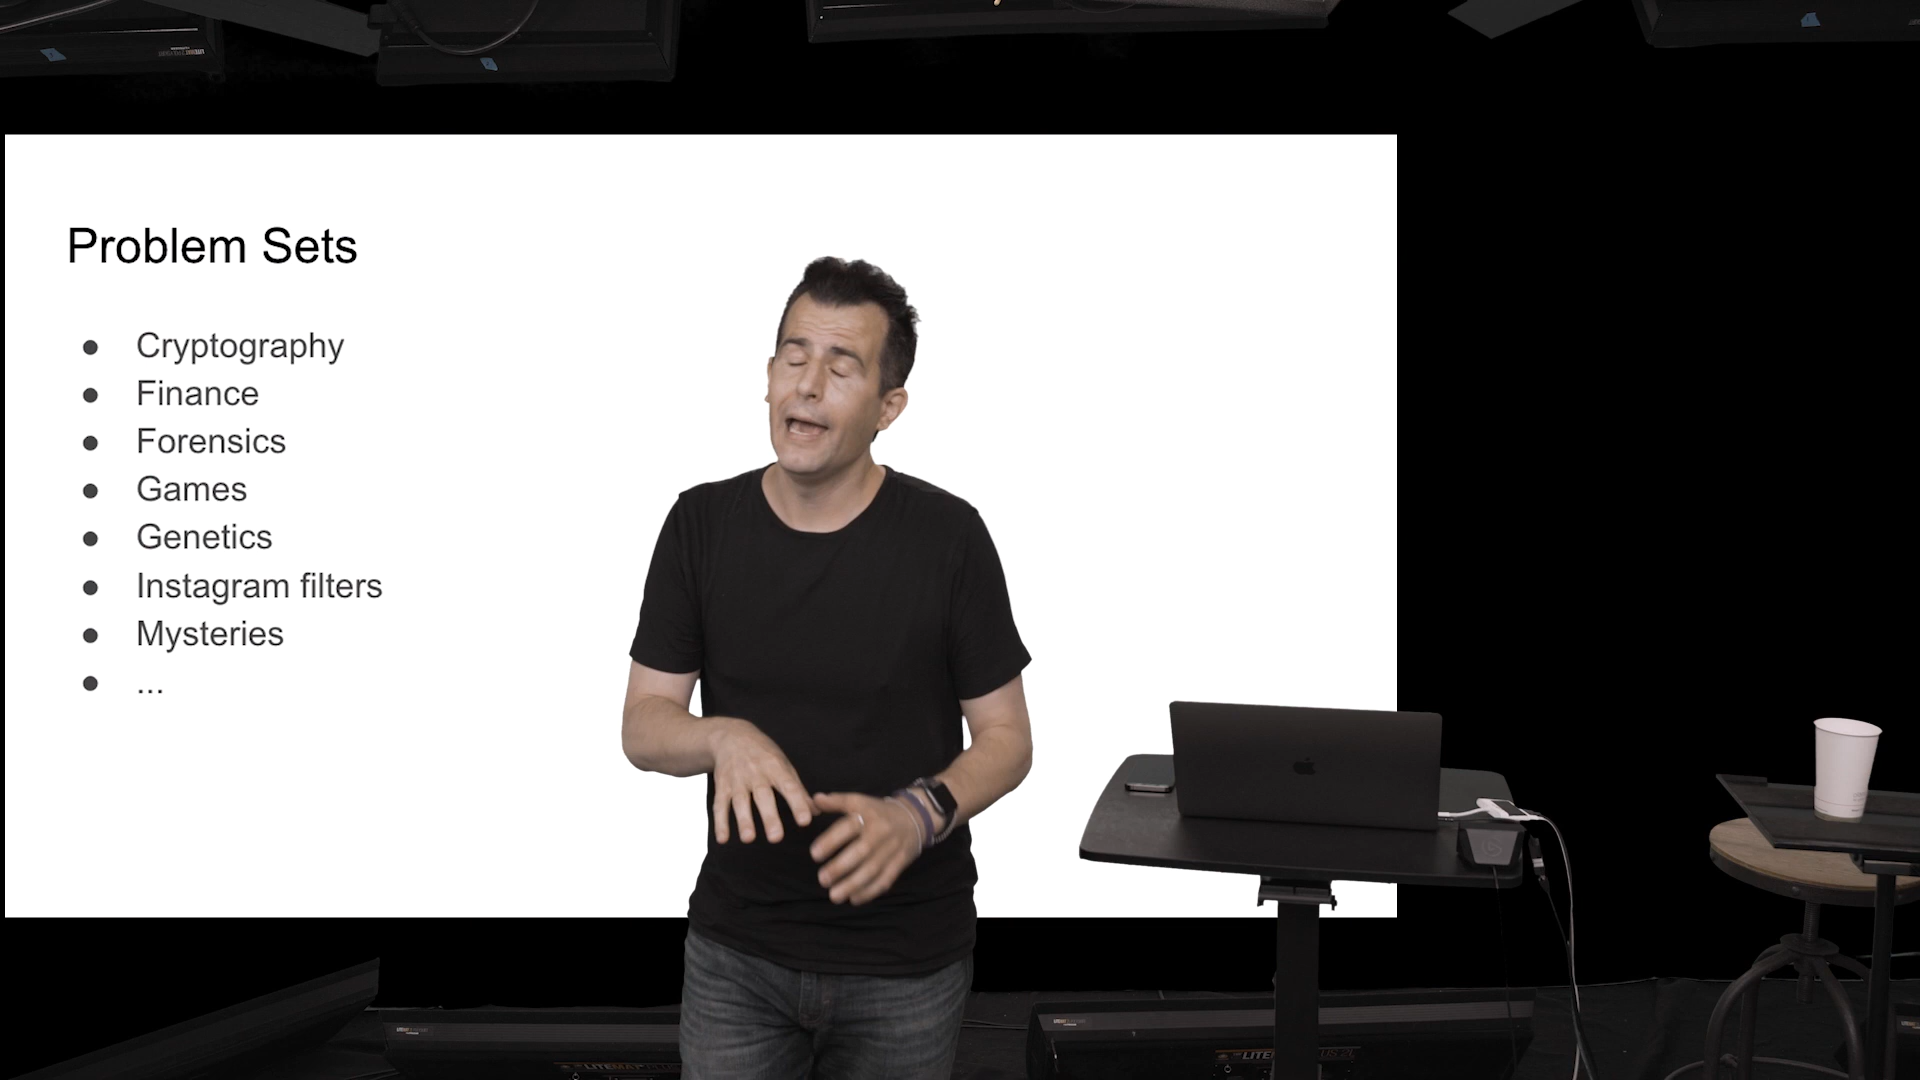 Problem Sets
● Cryptography
● Finance
● Forensics
● Games
● Genetics
● Instagram filters
● Mysteries
● ...